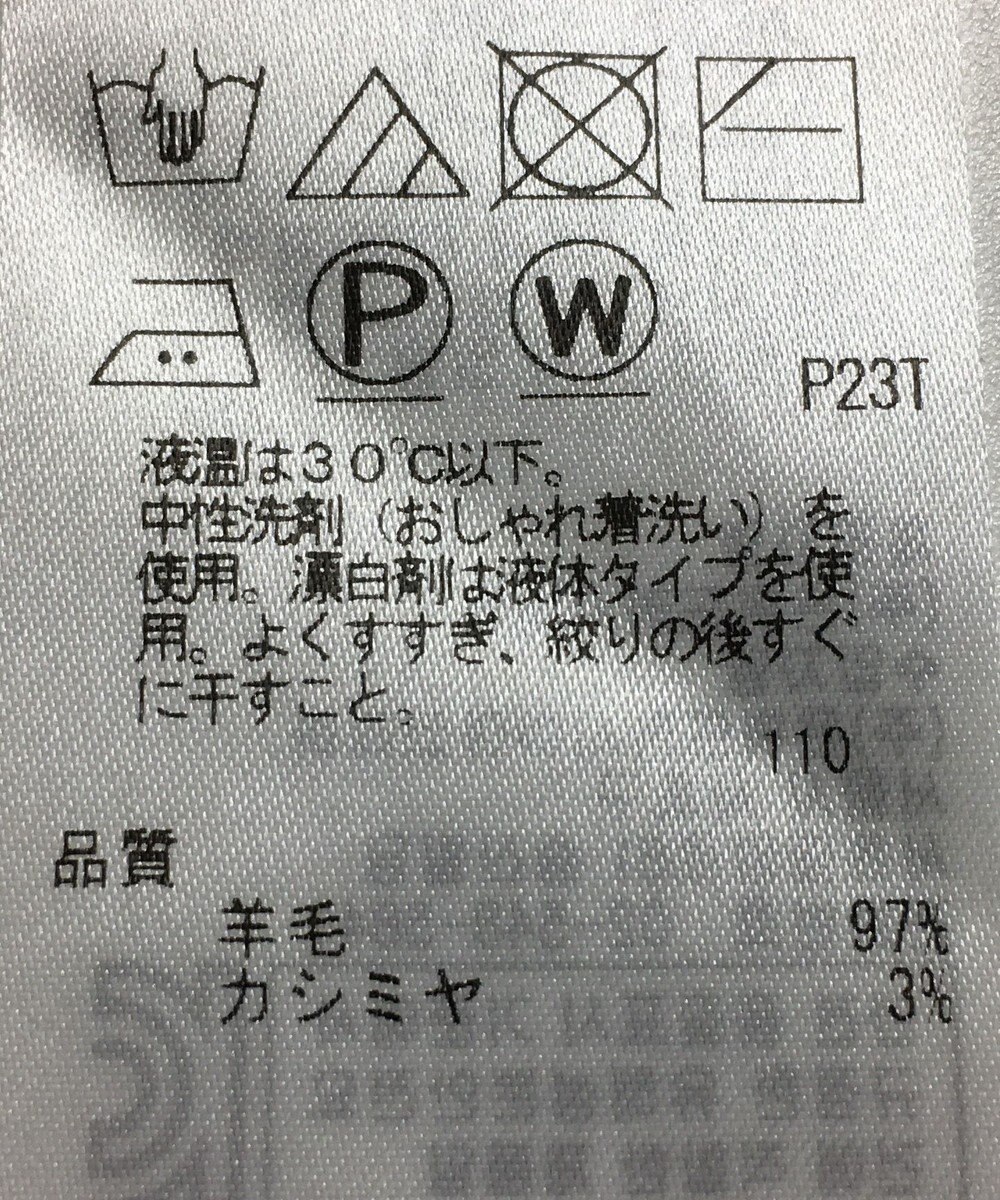 P
W
P23T
液温は30℃以下。
中性洗剤(おしゃれ着洗い)を
使用。漂白剤は液体タイプを使
用。よくすすぎ、絞りの後すぐ
に干すこと。
110
品質
羊毛 97%
カシミヤ 3%